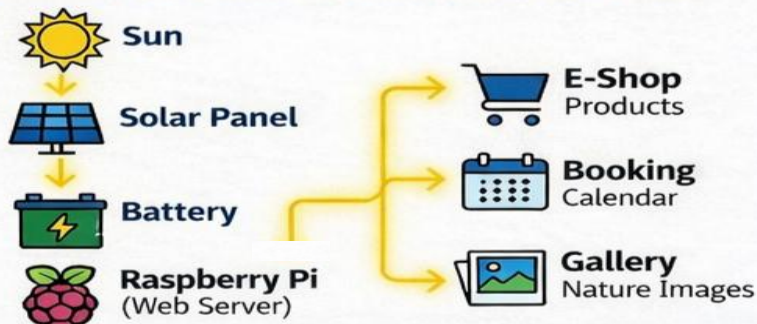 Sun
Solar Panel
Battery
Raspberry Pi
(Web Server)
E-Shop
Products
Booking
Calendar
Gallery
Nature Images